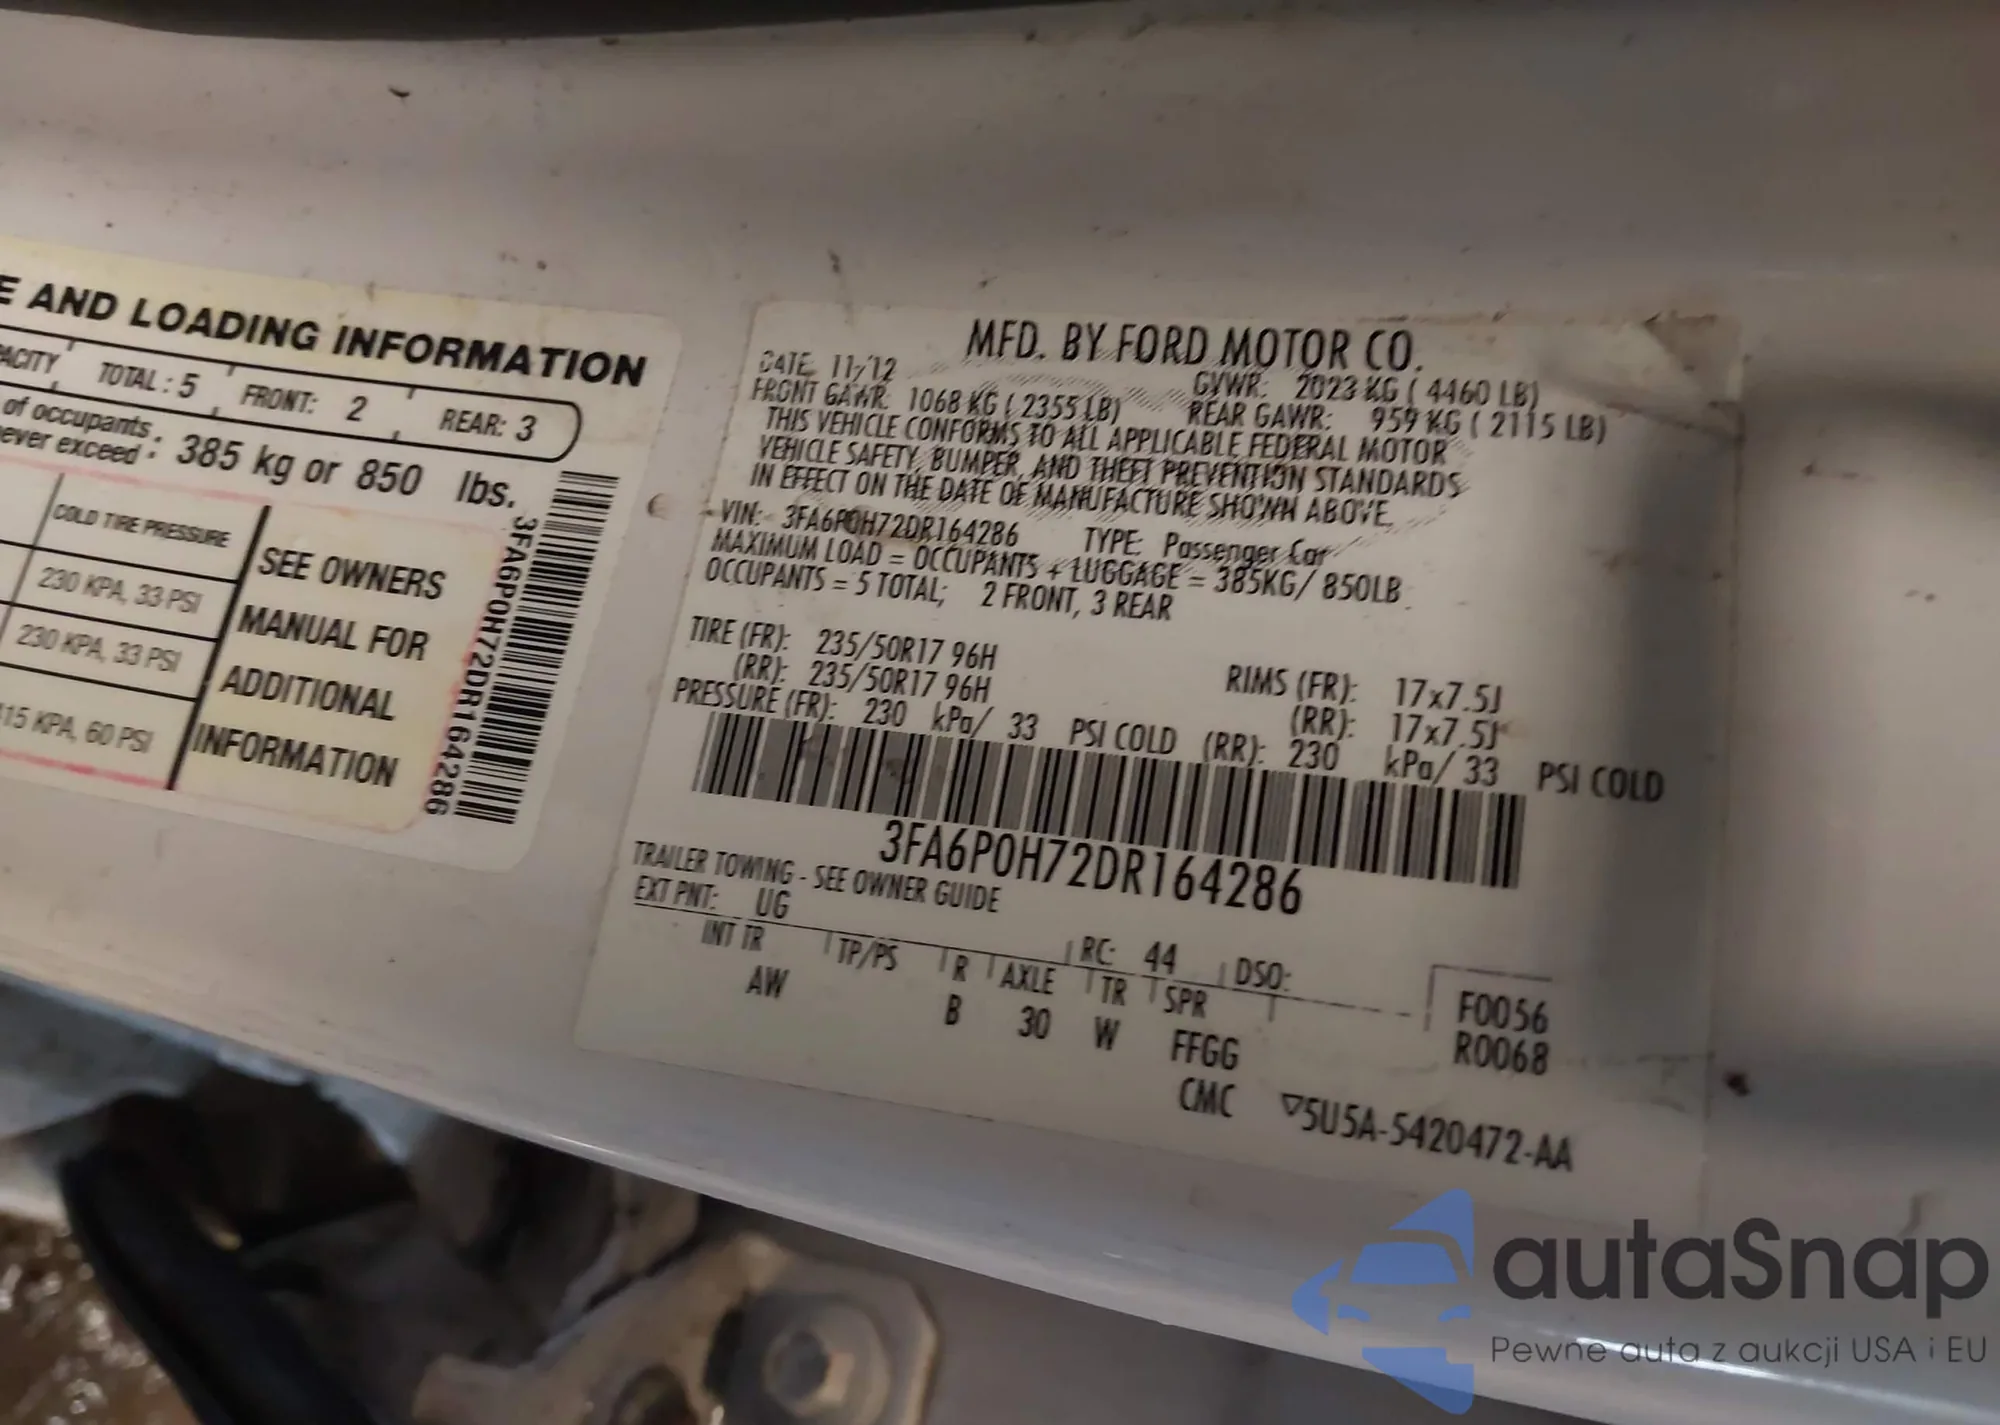 E AND LOADING INFORMATION
PACITY TOTAL : 5 FRONT: 2 REAR: 3
of occupants
ever exceed : 385 kg or 850 lbs.
COLD TIRE PRESSURE
230 KPA, 33 PSI
230 KPA, 33 PSI
415 KPA, 60 PSI
SEE OWNERS
MANUAL FOR
ADDITIONAL
INFORMATION
3FA6P0H72DR164286
MFD. BY FORD MOTOR CO.
DATE: 11/12 GVWR: 2023 KG ( 4460 LB)
FRONT GAWR: 1068 KG ( 2355 LB) REAR GAWR: 959 KG ( 2115 LB)
THIS VEHICLE CONFORMS TO ALL APPLICABLE FEDERAL MOTOR
VEHICLE SAFETY, BUMPER, AND THEFT PREVENTION STANDARDS
IN EFFECT ON THE DATE OF MANUFACTURE SHOWN ABOVE.
VIN: 3FA6P0H72DR164286 TYPE: Passenger Car
MAXIMUM LOAD = OCCUPANTS + LUGGAGE = 385KG/ 850LB
OCCUPANTS = 5 TOTAL; 2 FRONT, 3 REAR
TIRE (FR): 235/50R17 96H RIMS (FR): 17x7.5J
(RR): 235/50R17 96H (RR): 17x7.5J
PRESSURE (FR): 230 kPa/ 33 PSI COLD (RR): 230 kPa/ 33 PSI COLD
3FA6P0H72DR164286
TRAILER TOWING - SEE OWNER GUIDE
EXT PNT: UG RC: 44 DSO:
INT TR TP/PS R AXLE TR SPR F0056
AW B 30 W FFGG R0068
CMC ▽5U5A-5420472-AA
autaSnap
Pewne auta z aukcji USA i EU